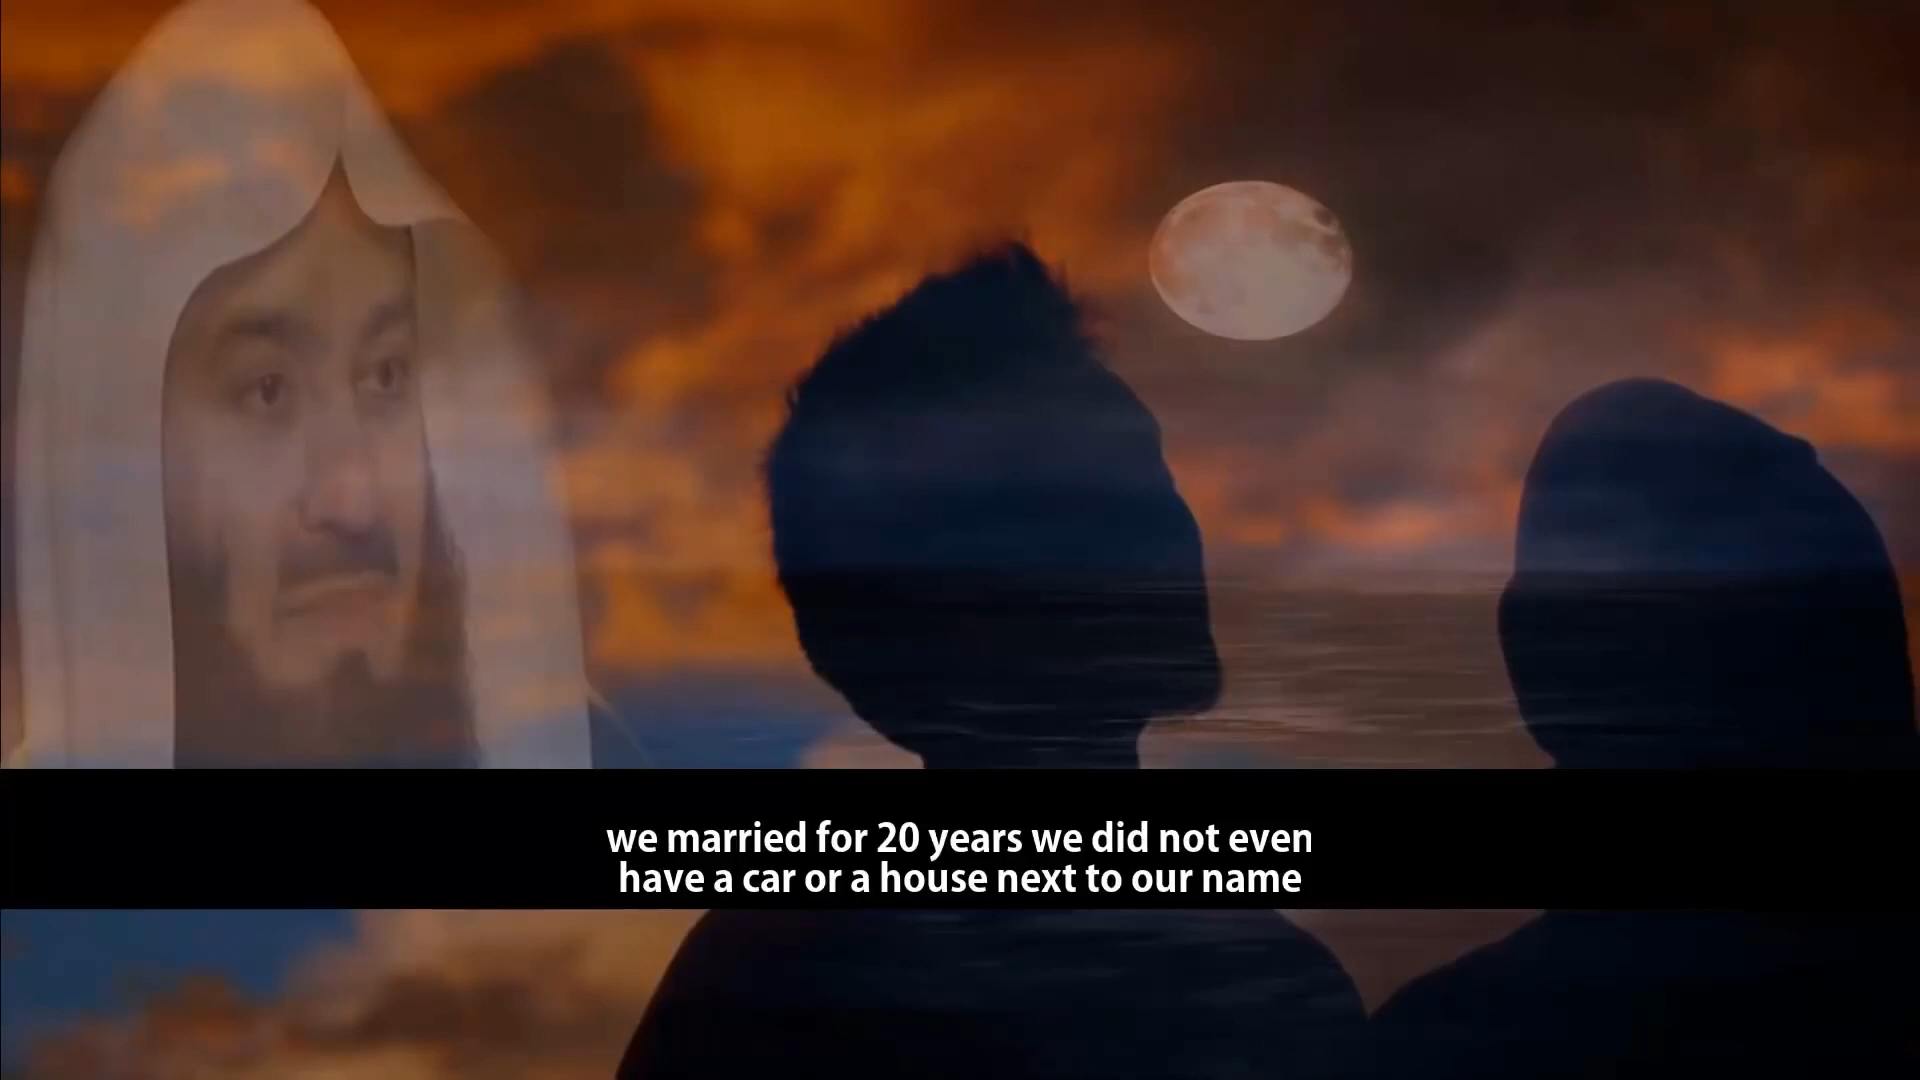 we married for 20 years we did not even
have a car or a house next to our name